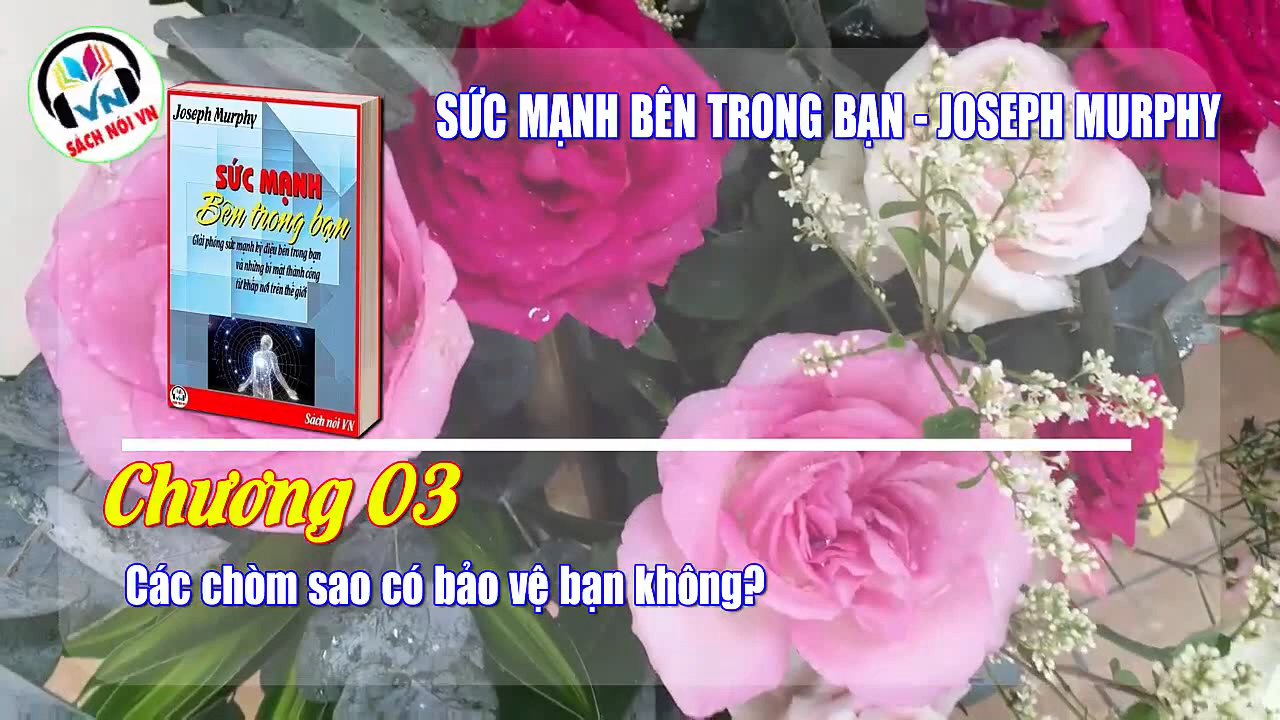 VN
SÁCH NÓI VN
Joseph Murphy
SỨC MẠNH
Bên trong bạn
Giải phóng sức mạnh kỳ diệu bên trong bạn
và những bí mật thành công
từ khắp nơi trên thế giới
Sách nói VN
SỨC MẠNH BÊN TRONG BẠN - JOSEPH MURPHY
Chương 03
Các chòm sao có bảo vệ bạn không?